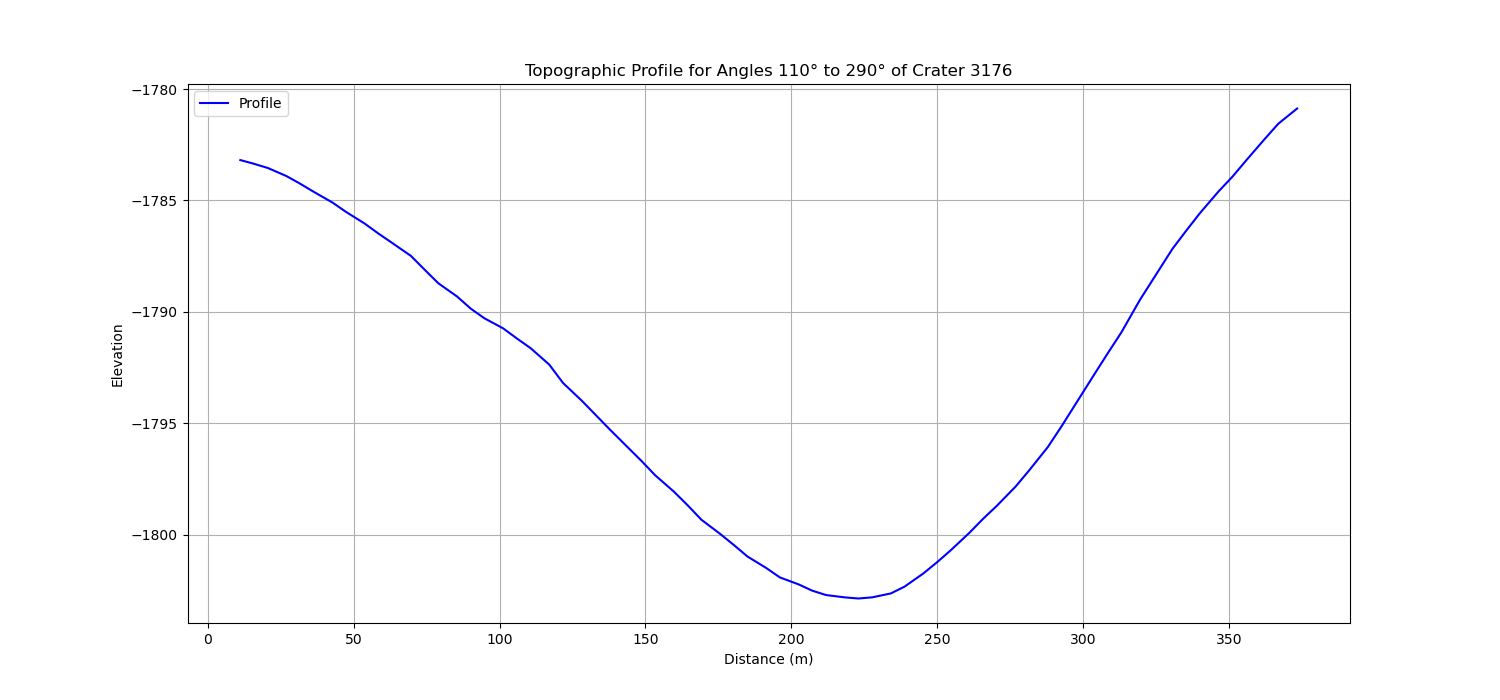 Topographic Profile for Angles 110° to 290° of Crater 3176
Profile
Elevation
−1780
−1785
−1790
−1795
−1800
0 50 100 150 200 250 300 350
Distance (m)